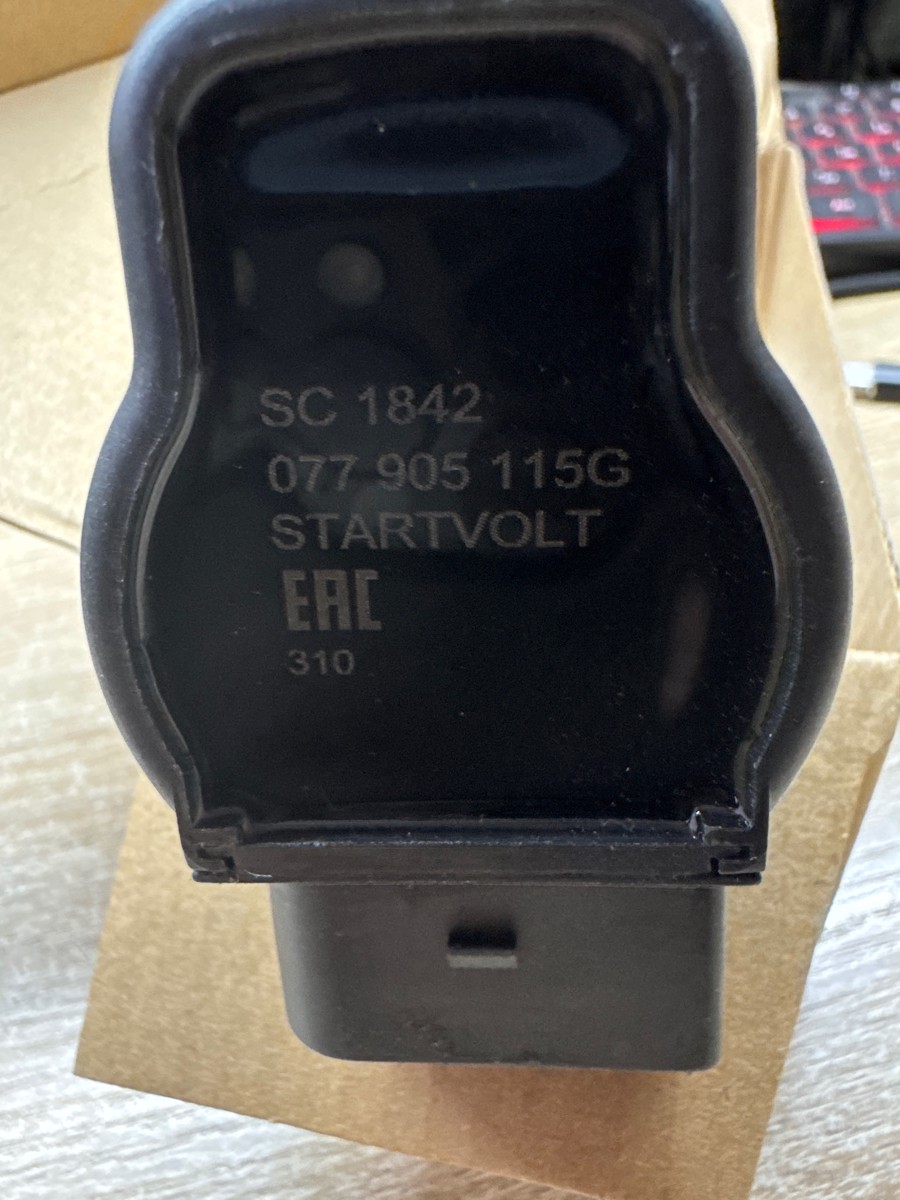 SC 1842
077 905 115G
STARTVOLT
EAC
310